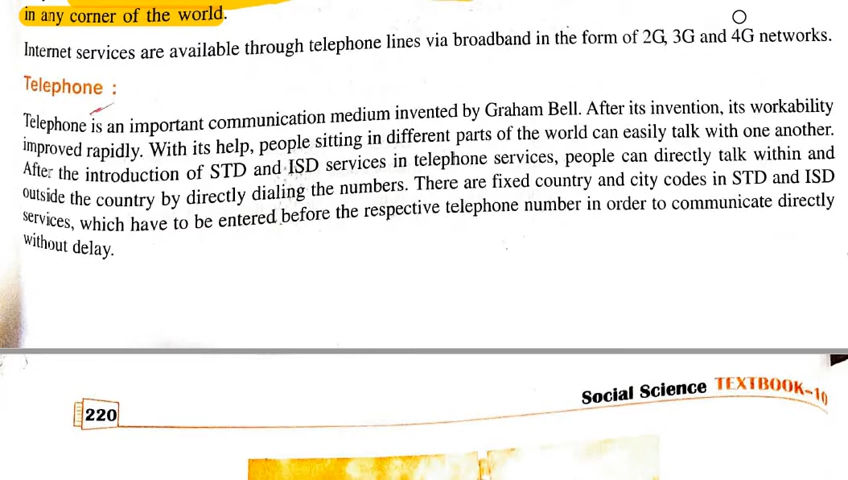 in any corner of the world.
Internet services are available through telephone lines via broadband in the form of 2G, 3G and 4G networks.
Telephone :
Telephone is an important communication medium invented by Graham Bell. After its invention, its workability
improved rapidly. With its help, people sitting in different parts of the world can easily talk with one another.
After the introduction of STD and ISD services in telephone services, people can directly talk within and
outside the country by directly dialing the numbers. There are fixed country and city codes in STD and ISD
services, which have to be entered before the respective telephone number in order to communicate directly
without delay.
Social Science TEXTBOOK-10
220